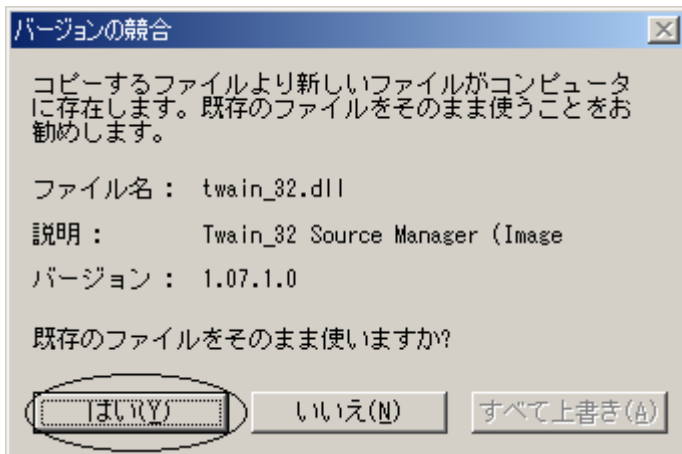 バージョンの競合
コピーするファイルより新しいファイルがコンピュータ
に存在します。既存のファイルをそのまま使うことをお
勧めします。
ファイル名： twain_32.dll
説明： Twain_32 Source Manager (Image
バージョン： 1.07.1.0
既存のファイルをそのまま使いますか?
はい(Y) いいえ(N) すべて上書き(A)